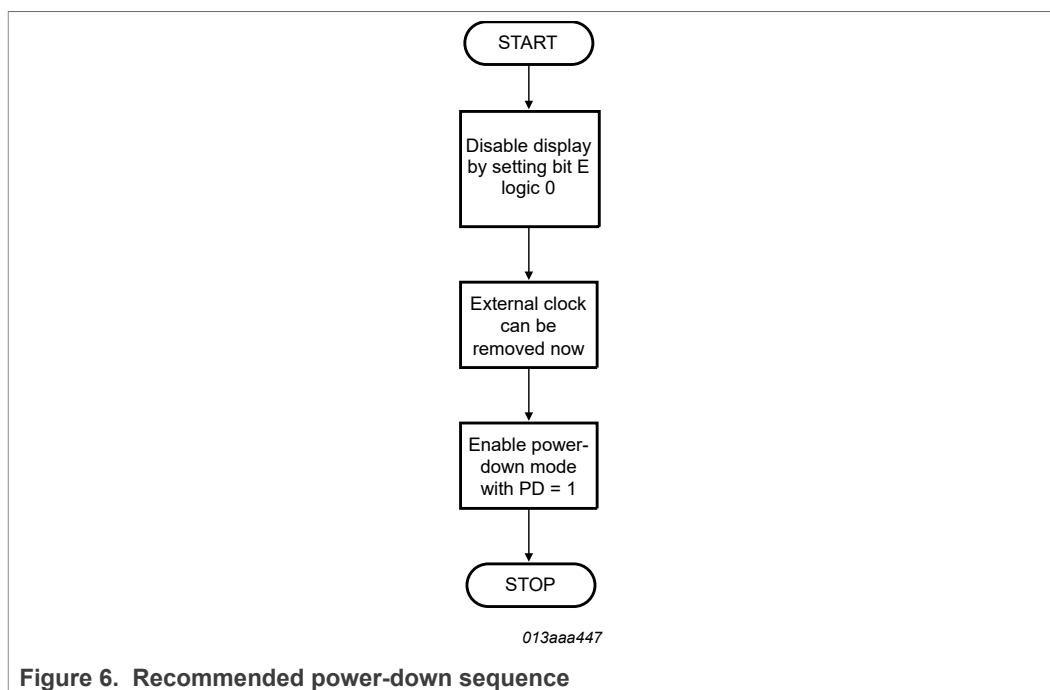 START
Disable display
by setting bit E
logic 0
External clock
can be
removed now
Enable power-
down mode
with PD = 1
STOP
013aaa447
Figure 6. Recommended power-down sequence